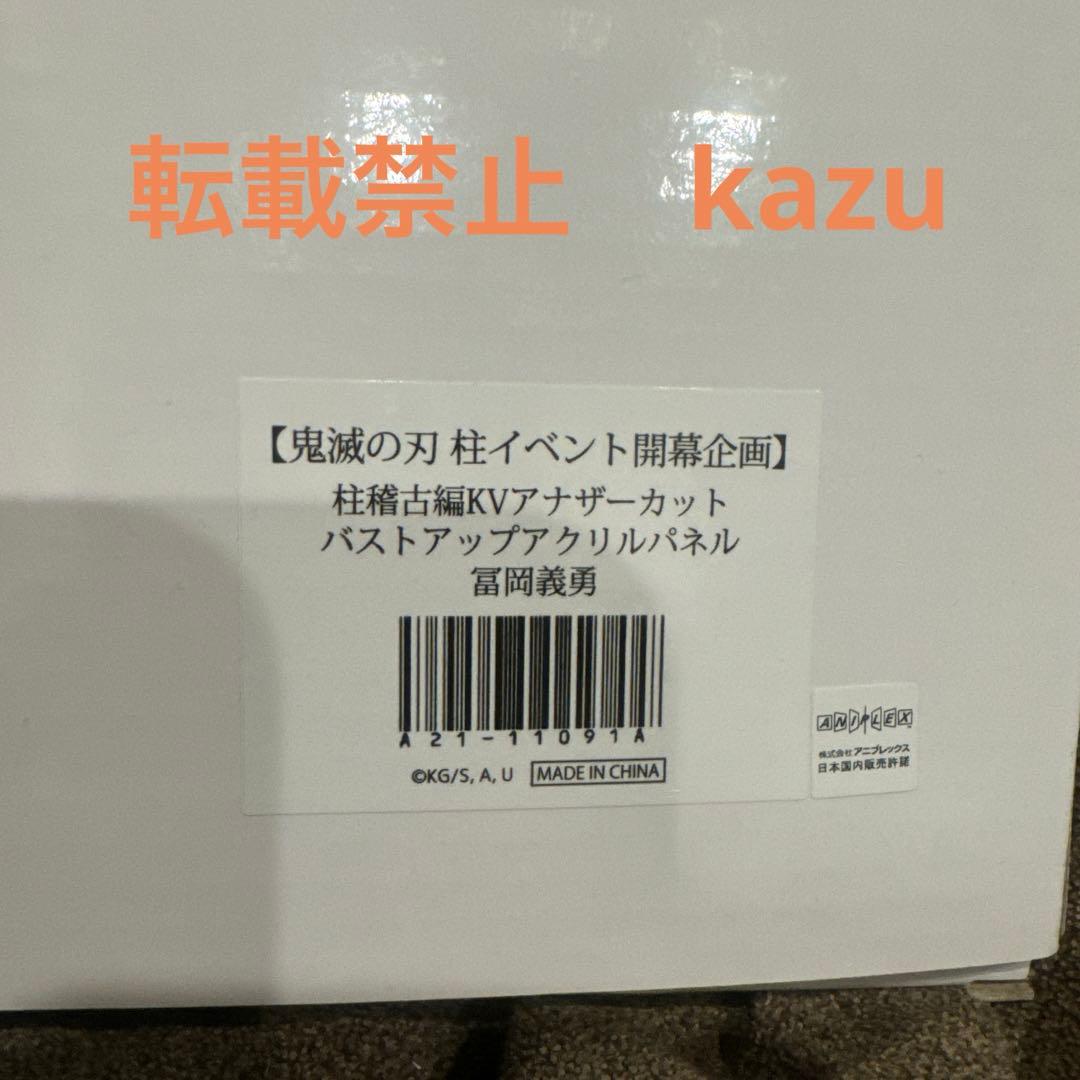 転載禁止　kazu
【鬼滅の刃 柱イベント開幕企画】
柱稽古編KVアナザーカット
バストアップアクリルパネル
冨岡義勇
A21-11091A
©KG/S, A, U MADE IN CHINA
ANIPLEX
株式会社アニプレックス
日本国内販売許諾